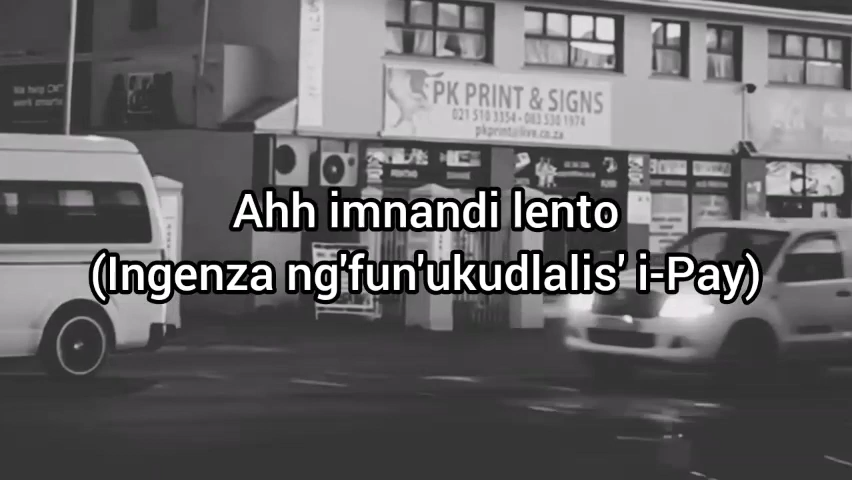 PK PRINT & SIGNS
021 510 3354 - 083 530 1974
pkprint@live.co.za
Ahh imnandi lento
(Ingenza ng'fun'ukudlalis' i-Pay)